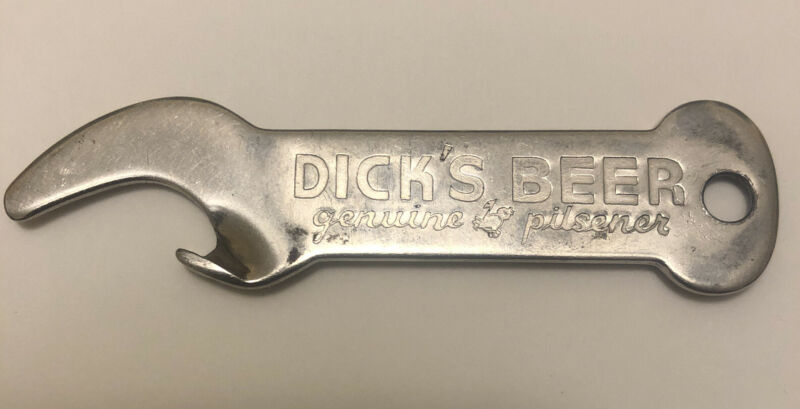 DICK'S BEER
genuine pilsener